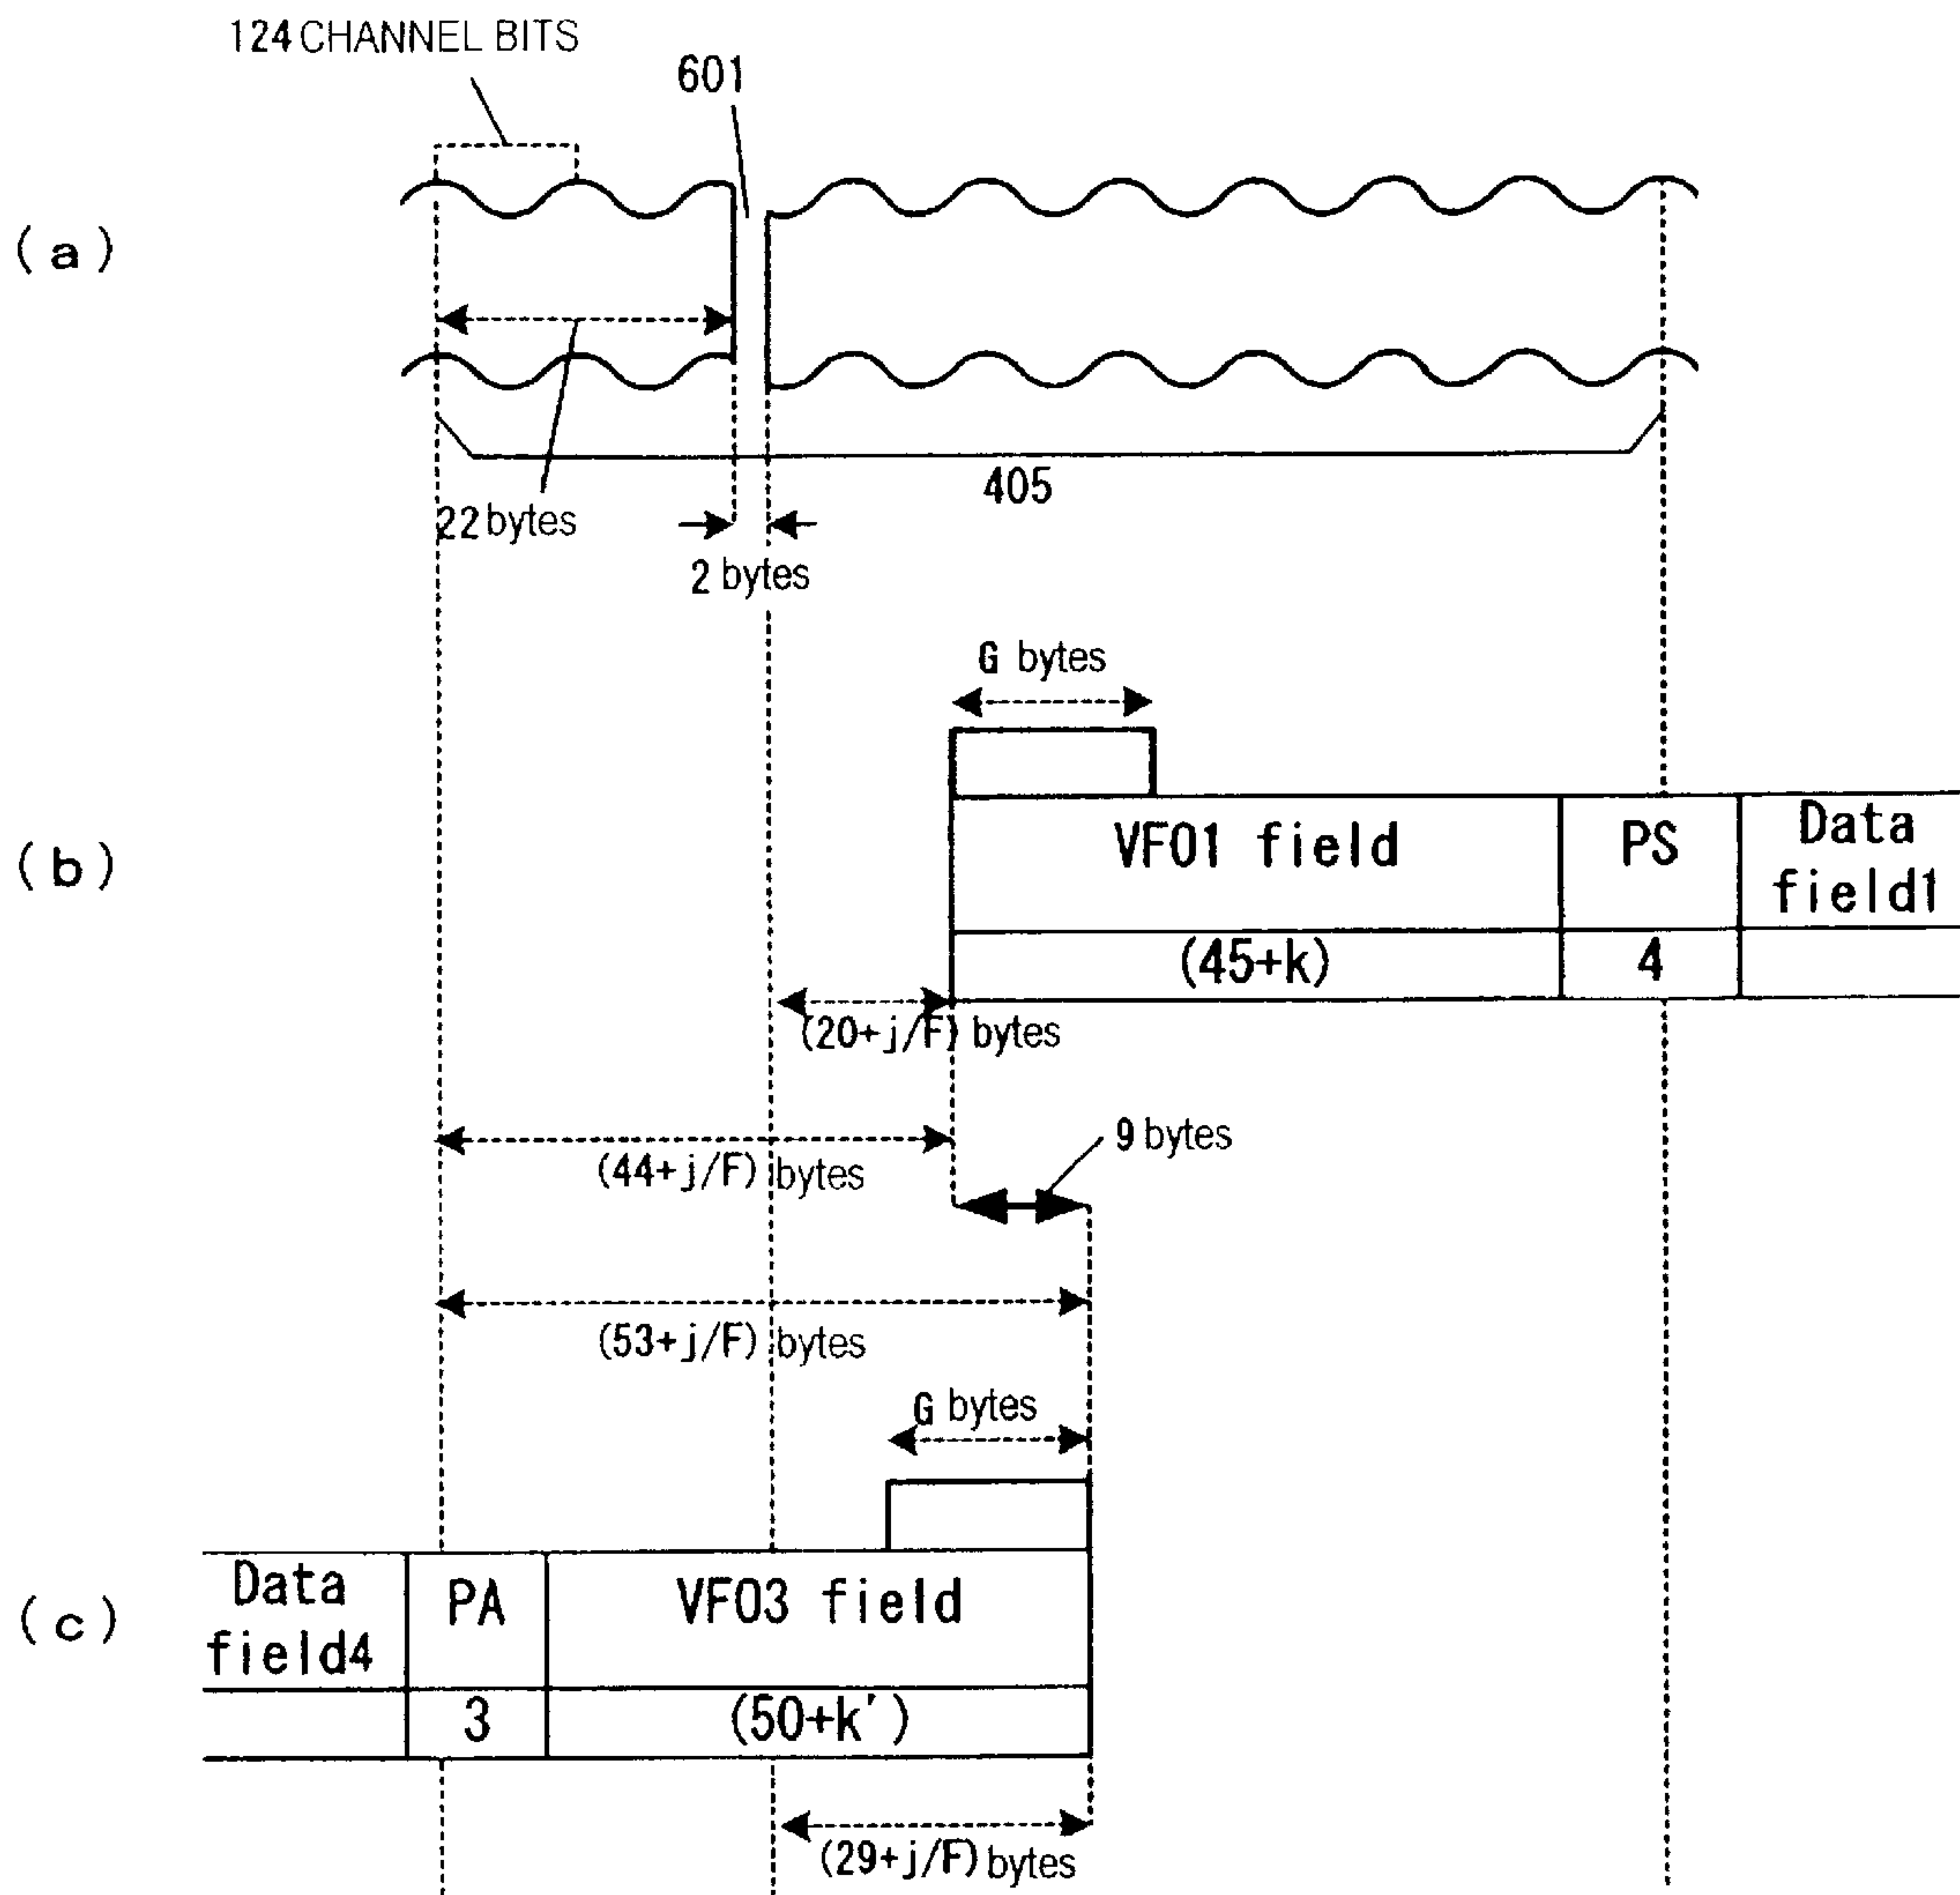 124 CHANNEL BITS
601
(a)
405
22 bytes
2 bytes
G bytes
(b)
VFO1 field
PS
Data
field1
(45+k)
4
(20+j/F) bytes
9 bytes
(44+j/F) bytes
(53+j/F) bytes
G bytes
(c)
Data
field4
PA
VFO3 field
3
(50+k')
(29+j/F) bytes